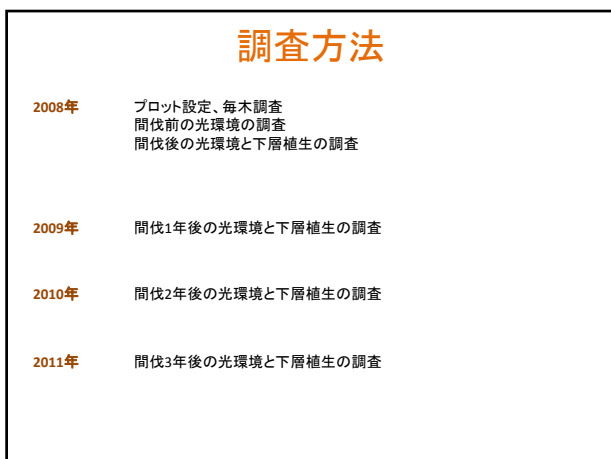 調査方法
2008年 プロット設定、毎木調査
間伐前の光環境の調査
間伐後の光環境と下層植生の調査
2009年 間伐1年後の光環境と下層植生の調査
2010年 間伐2年後の光環境と下層植生の調査
2011年 間伐3年後の光環境と下層植生の調査